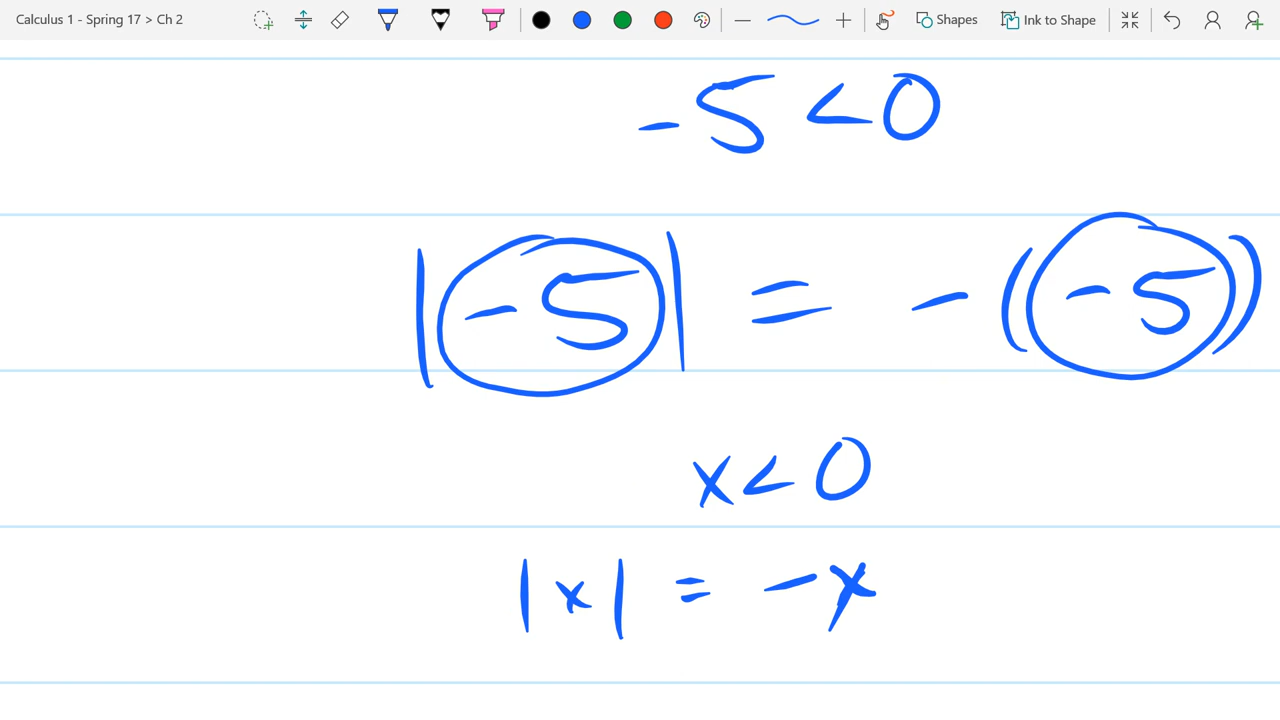 Calculus 1 - Spring 17 > Ch 2 Shapes Ink to Shape
-5 < 0
|-5| = -(-5)
x < 0
|x| = -x